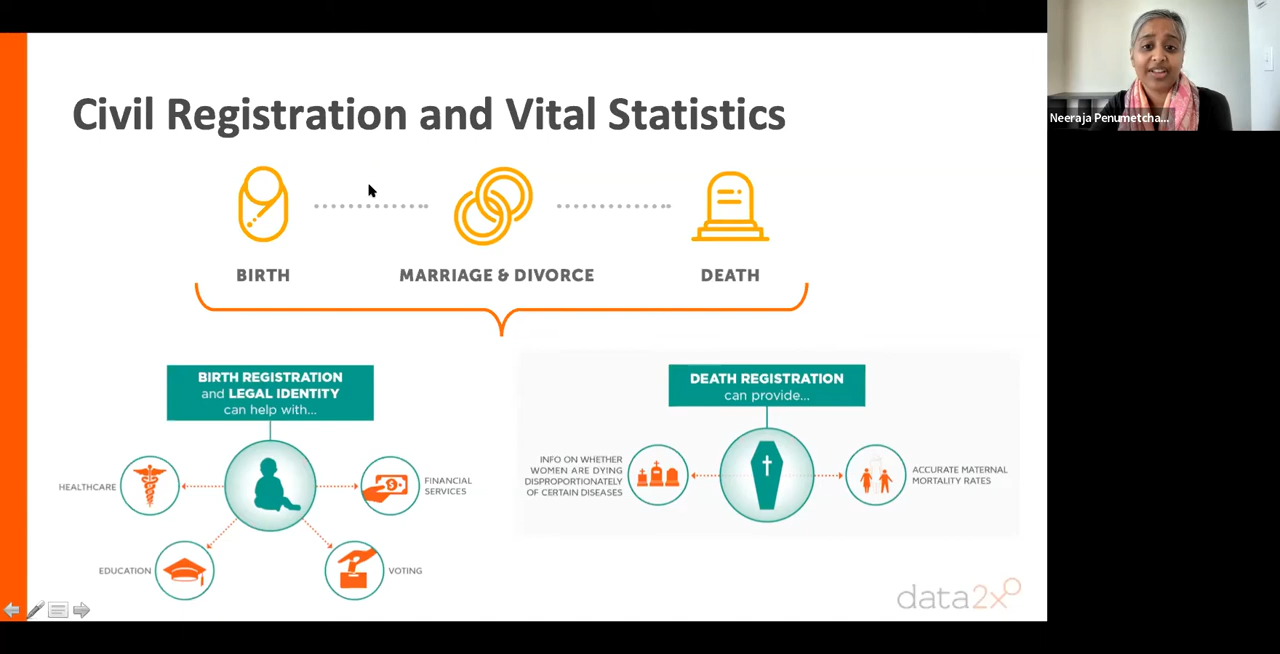 Civil Registration and Vital Statistics
Neeraja Penumetcha...
BIRTH
MARRIAGE & DIVORCE
DEATH
BIRTH REGISTRATION
and LEGAL IDENTITY
can help with...
HEALTHCARE
FINANCIAL
SERVICES
EDUCATION
VOTING
DEATH REGISTRATION
can provide...
INFO ON WHETHER
WOMEN ARE DYING
DISPROPORTIONATELY
OF CERTAIN DISEASES
ACCURATE MATERNAL
MORTALITY RATES
data2x